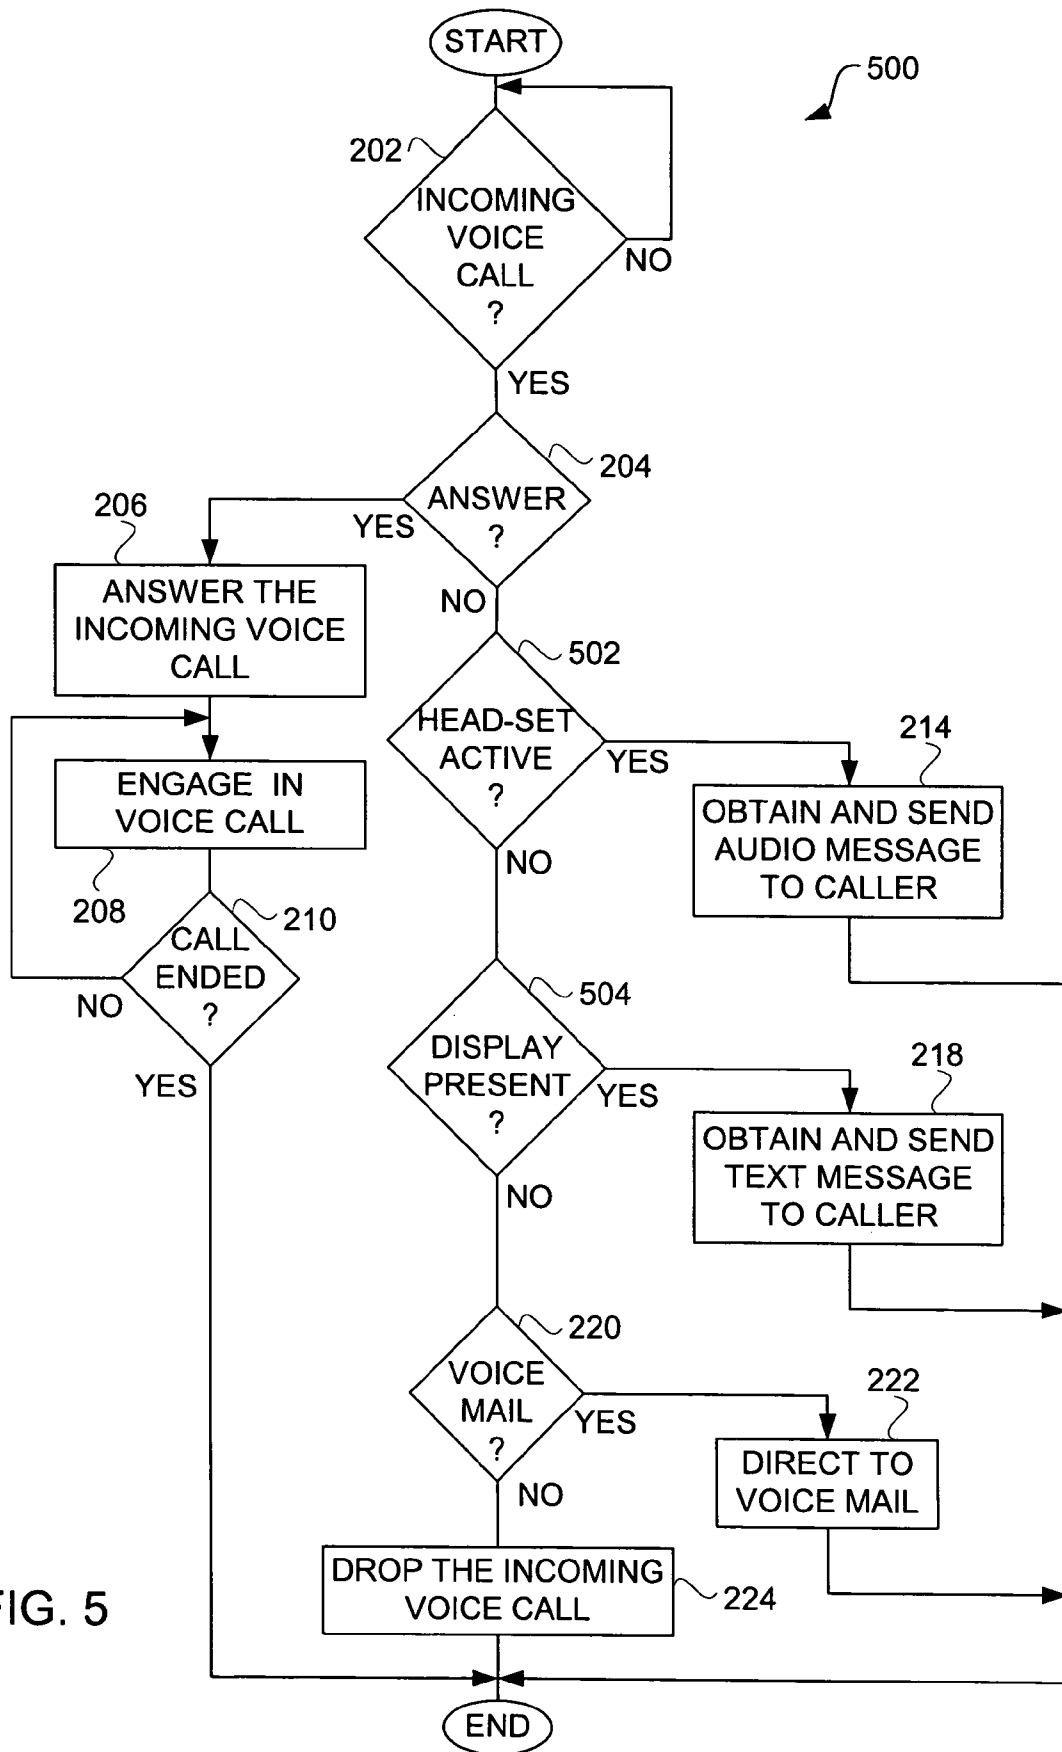 START
500
202
INCOMING
VOICE
CALL
?
NO
YES
204
ANSWER
?
YES
NO
206
ANSWER THE
INCOMING VOICE
CALL
502
HEAD-SET
ACTIVE
?
YES
NO
214
OBTAIN AND SEND
AUDIO MESSAGE
TO CALLER
ENGAGE IN
VOICE CALL
208
210
CALL
ENDED
?
NO
YES
504
DISPLAY
PRESENT
?
YES
NO
218
OBTAIN AND SEND
TEXT MESSAGE
TO CALLER
220
VOICE
MAIL
?
YES
NO
222
DIRECT TO
VOICE MAIL
DROP THE INCOMING
VOICE CALL
224
FIG. 5
END